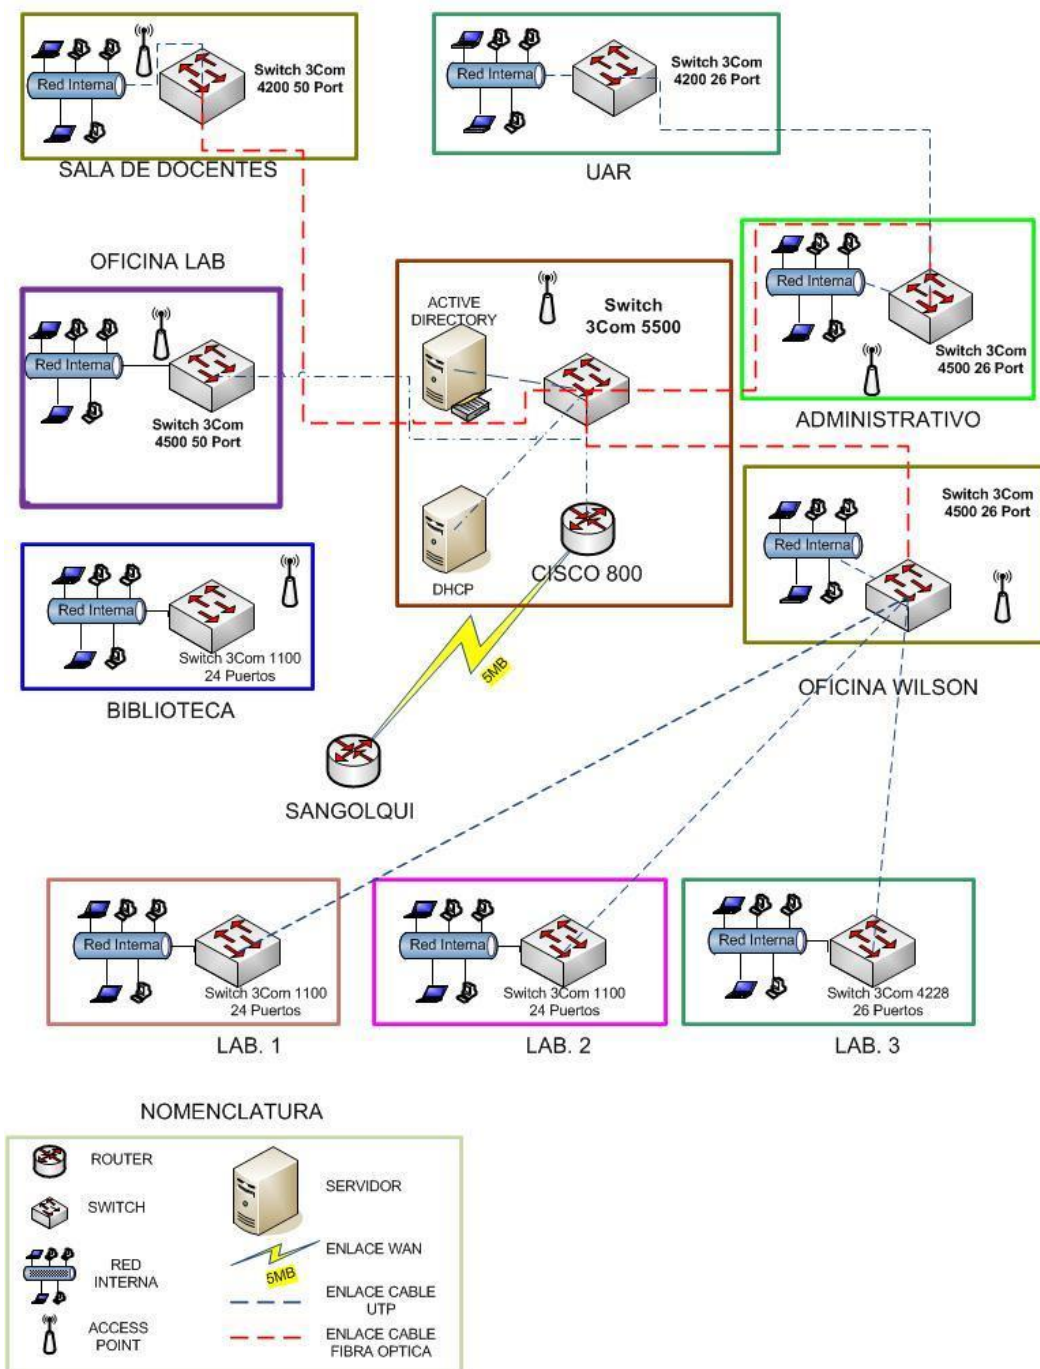 Red Interna
Switch 3Com
4200 50 Port
SALA DE DOCENTES
Red Interna
Switch 3Com
4200 26 Port
UAR
OFICINA LAB
Red Interna
Switch 3Com
4500 50 Port
ACTIVE
DIRECTORY
Switch
3Com 5500
DHCP
CISCO 800
Red Interna
Switch 3Com
4500 26 Port
ADMINISTRATIVO
Switch 3Com
4500 26 Port
Red Interna
OFICINA WILSON
Red Interna
Switch 3Com 1100
24 Puertos
BIBLIOTECA
5MB
SANGOLQUI
Red Interna
Switch 3Com 1100
24 Puertos
LAB. 1
Red Interna
Switch 3Com 1100
24 Puertos
LAB. 2
Red Interna
Switch 3Com 4228
26 Puertos
LAB. 3
NOMENCLATURA
ROUTER
SWITCH
RED
INTERNA
ACCESS
POINT
SERVIDOR
ENLACE WAN
5MB
ENLACE CABLE
UTP
ENLACE CABLE
FIBRA OPTICA